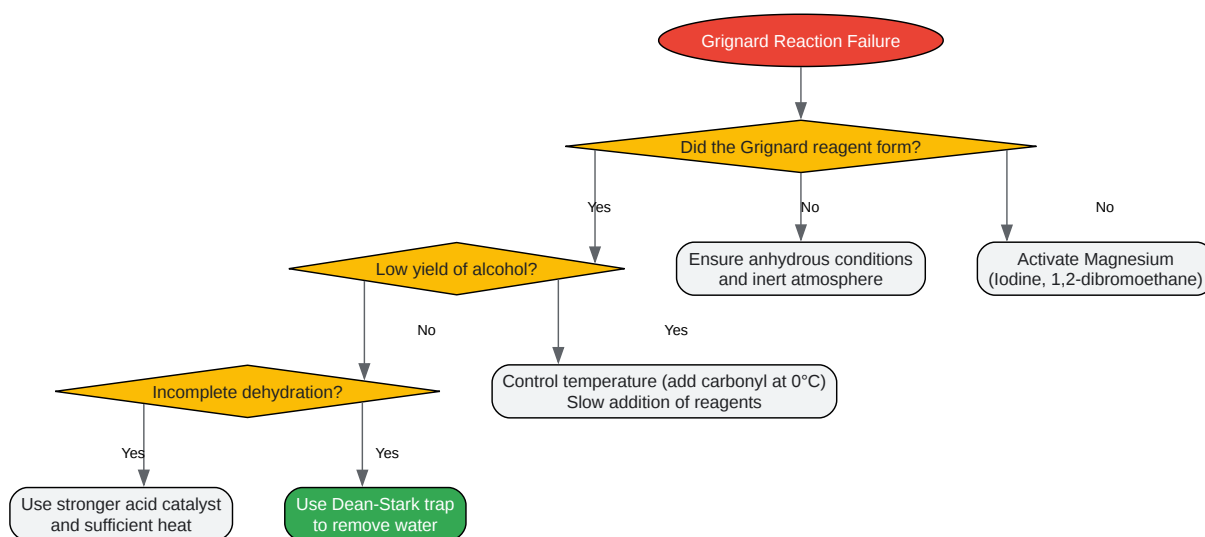 Grignard Reaction Failure
Did the Grignard reagent form?
Yes
No
No
Low yield of alcohol?
Ensure anhydrous conditions
and inert atmosphere
Activate Magnesium
(Iodine, 1,2-dibromoethane)
No
Yes
Incomplete dehydration?
Control temperature (add carbonyl at 0°C)
Slow addition of reagents
Yes
Yes
Use stronger acid catalyst
and sufficient heat
Use Dean-Stark trap
to remove water